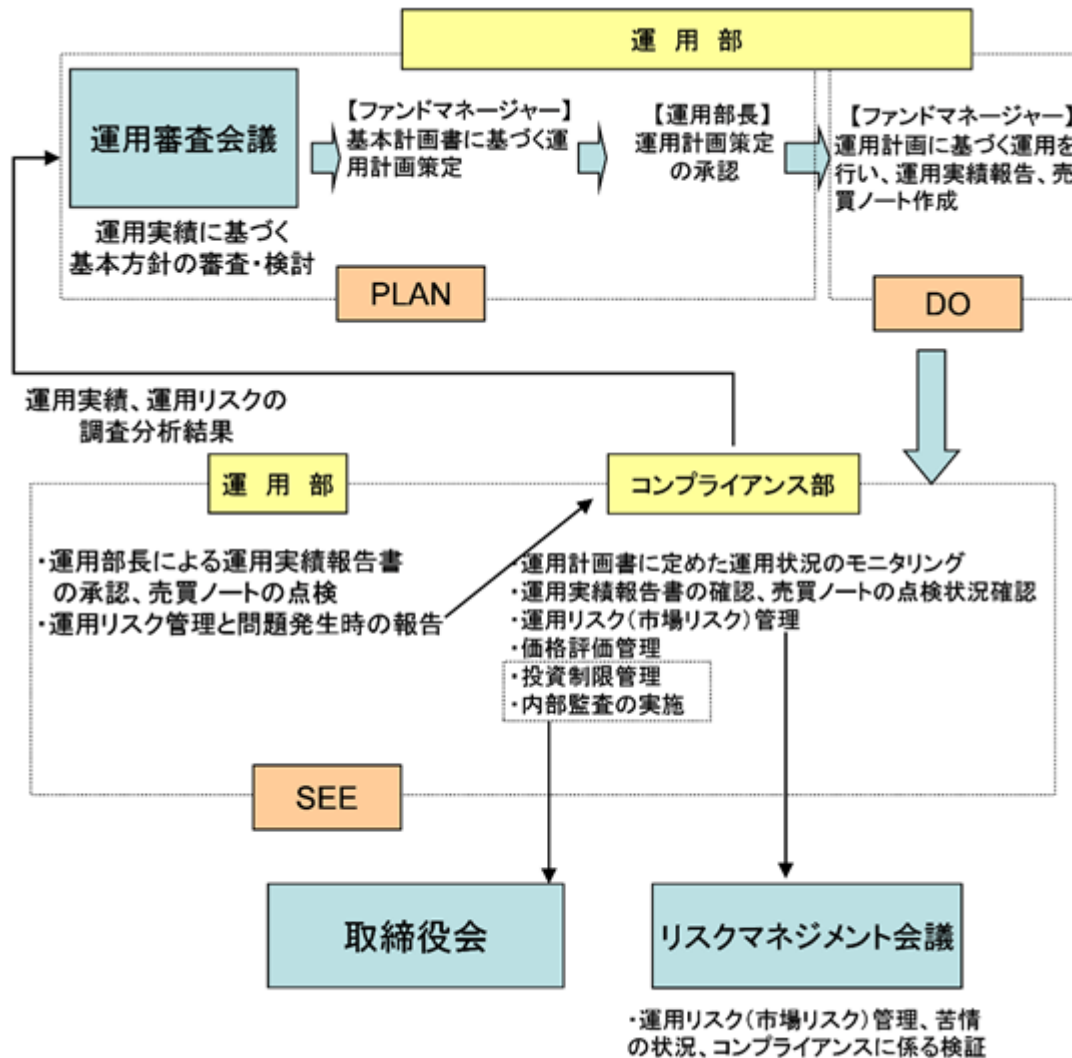 運用部
運用審査会議
運用実績に基づく
基本方針の審査・検討
【ファンドマネージャー】
基本計画書に基づく運
用計画策定
【運用部長】
運用計画策定
の承認
【ファンドマネージャー】
運用計画に基づく運用を
行い、運用実績報告、売
買ノート作成
PLAN
DO
運用実績、運用リスクの
調査分析結果
運用部
コンプライアンス部
・運用部長による運用実績報告書
の承認、売買ノートの点検
・運用リスク管理と問題発生時の報告
・運用計画書に定めた運用状況のモニタリング
・運用実績報告書の確認、売買ノートの点検状況確認
・運用リスク(市場リスク)管理
・価格評価管理
・投資制限管理
・内部監査の実施
SEE
取締役会
リスクマネジメント会議
・運用リスク(市場リスク)管理、苦情
の状況、コンプライアンスに係る検証